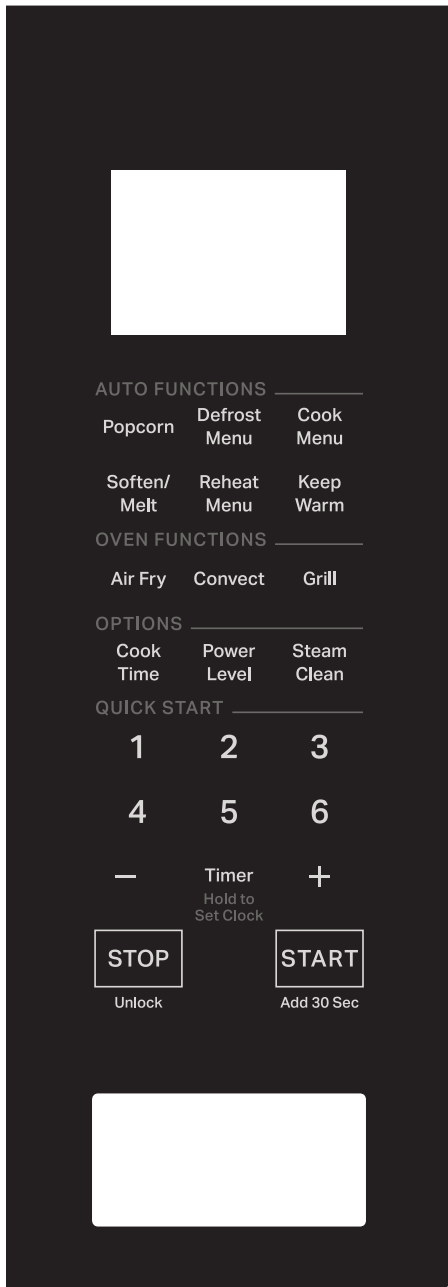 AUTO FUNCTIONS
Popcorn Defrost Menu Cook Menu
Soften/ Melt Reheat Menu Keep Warm
OVEN FUNCTIONS
Air Fry Convect Grill
OPTIONS
Cook Time Power Level Steam Clean
QUICK START
1 2 3
4 5 6
– Timer +
Hold to
Set Clock
STOP START
Unlock Add 30 Sec